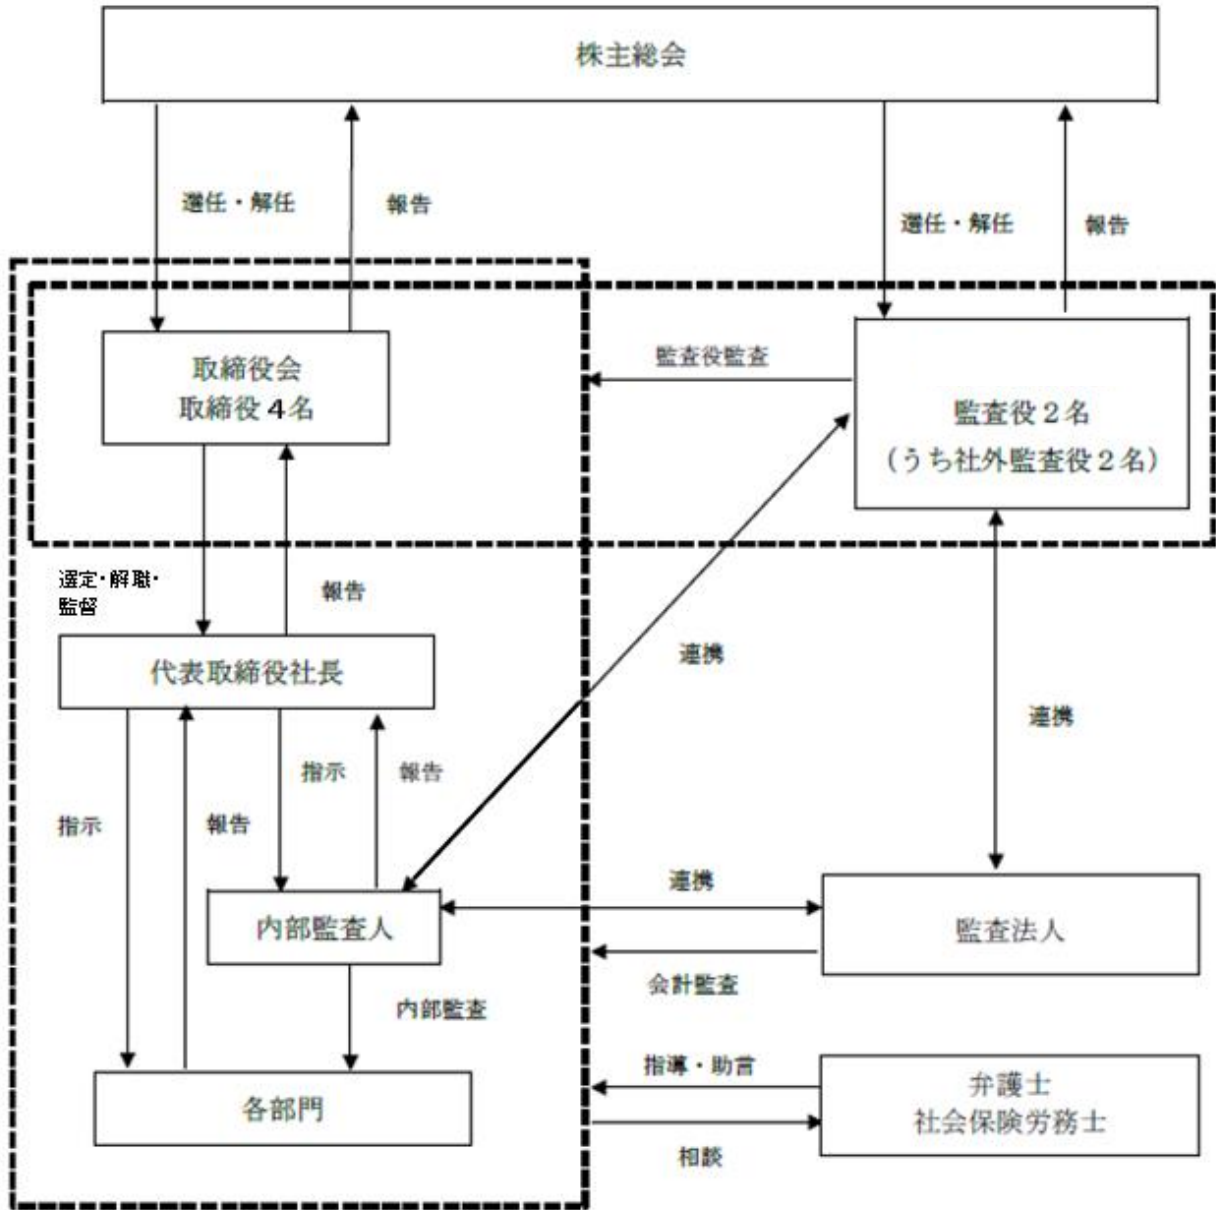 株主総会
選任・解任
報告
選任・解任
報告
取締役会
取締役４名
監査役監査
監査役２名
（うち社外監査役２名）
選定・解職・
監督
報告
代表取締役社長
連携
連携
指示
報告
指示
報告
内部監査人
連携
監査法人
会計監査
内部監査
指導・助言
弁護士
社会保険労務士
各部門
相談